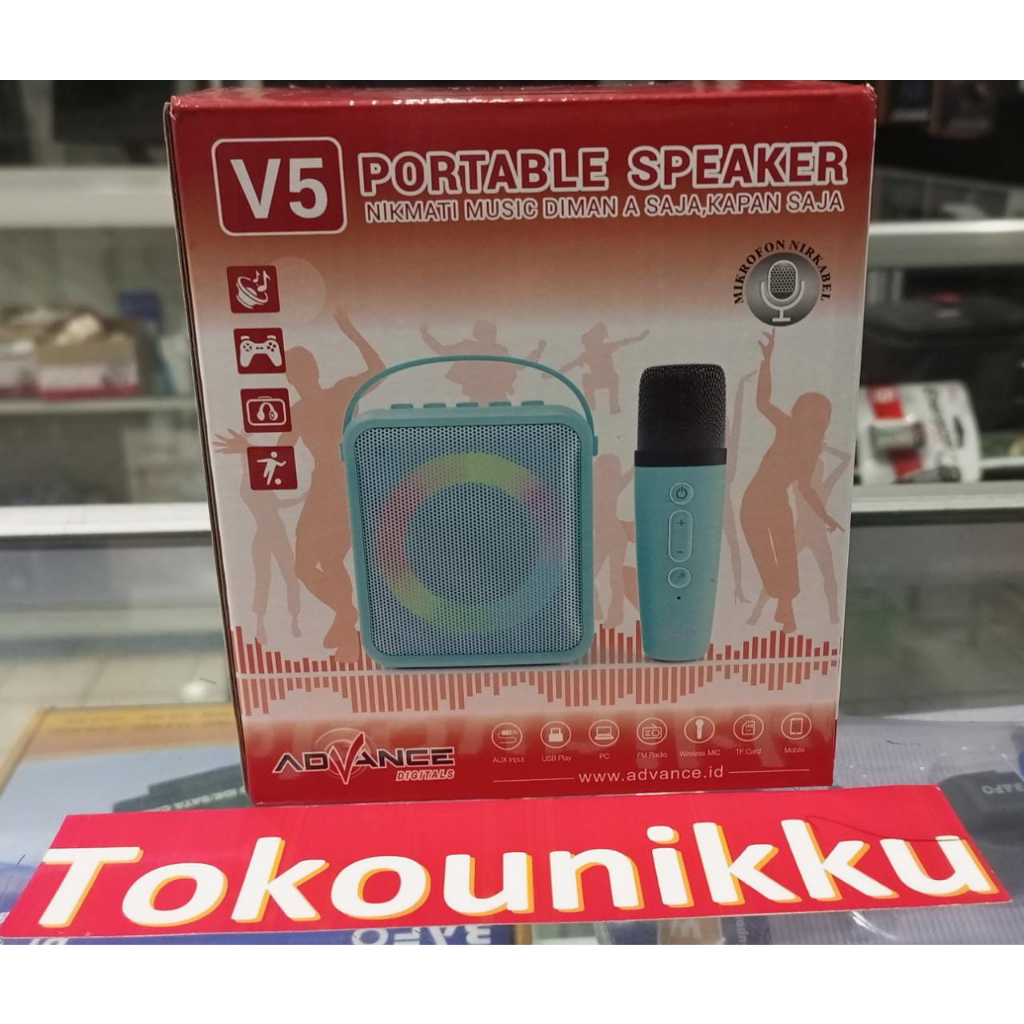 V5
PORTABLE SPEAKER
NIKMATI MUSIC DIMAN A SAJA,KAPAN SAJA
MIKROFON NIRKABEL
AUX Input
USB Play
PC
FM Radio
Wireless MIC
TF Card
Mobile
ADVANCE
DIGITALS
www.advance.id
Tokounikku